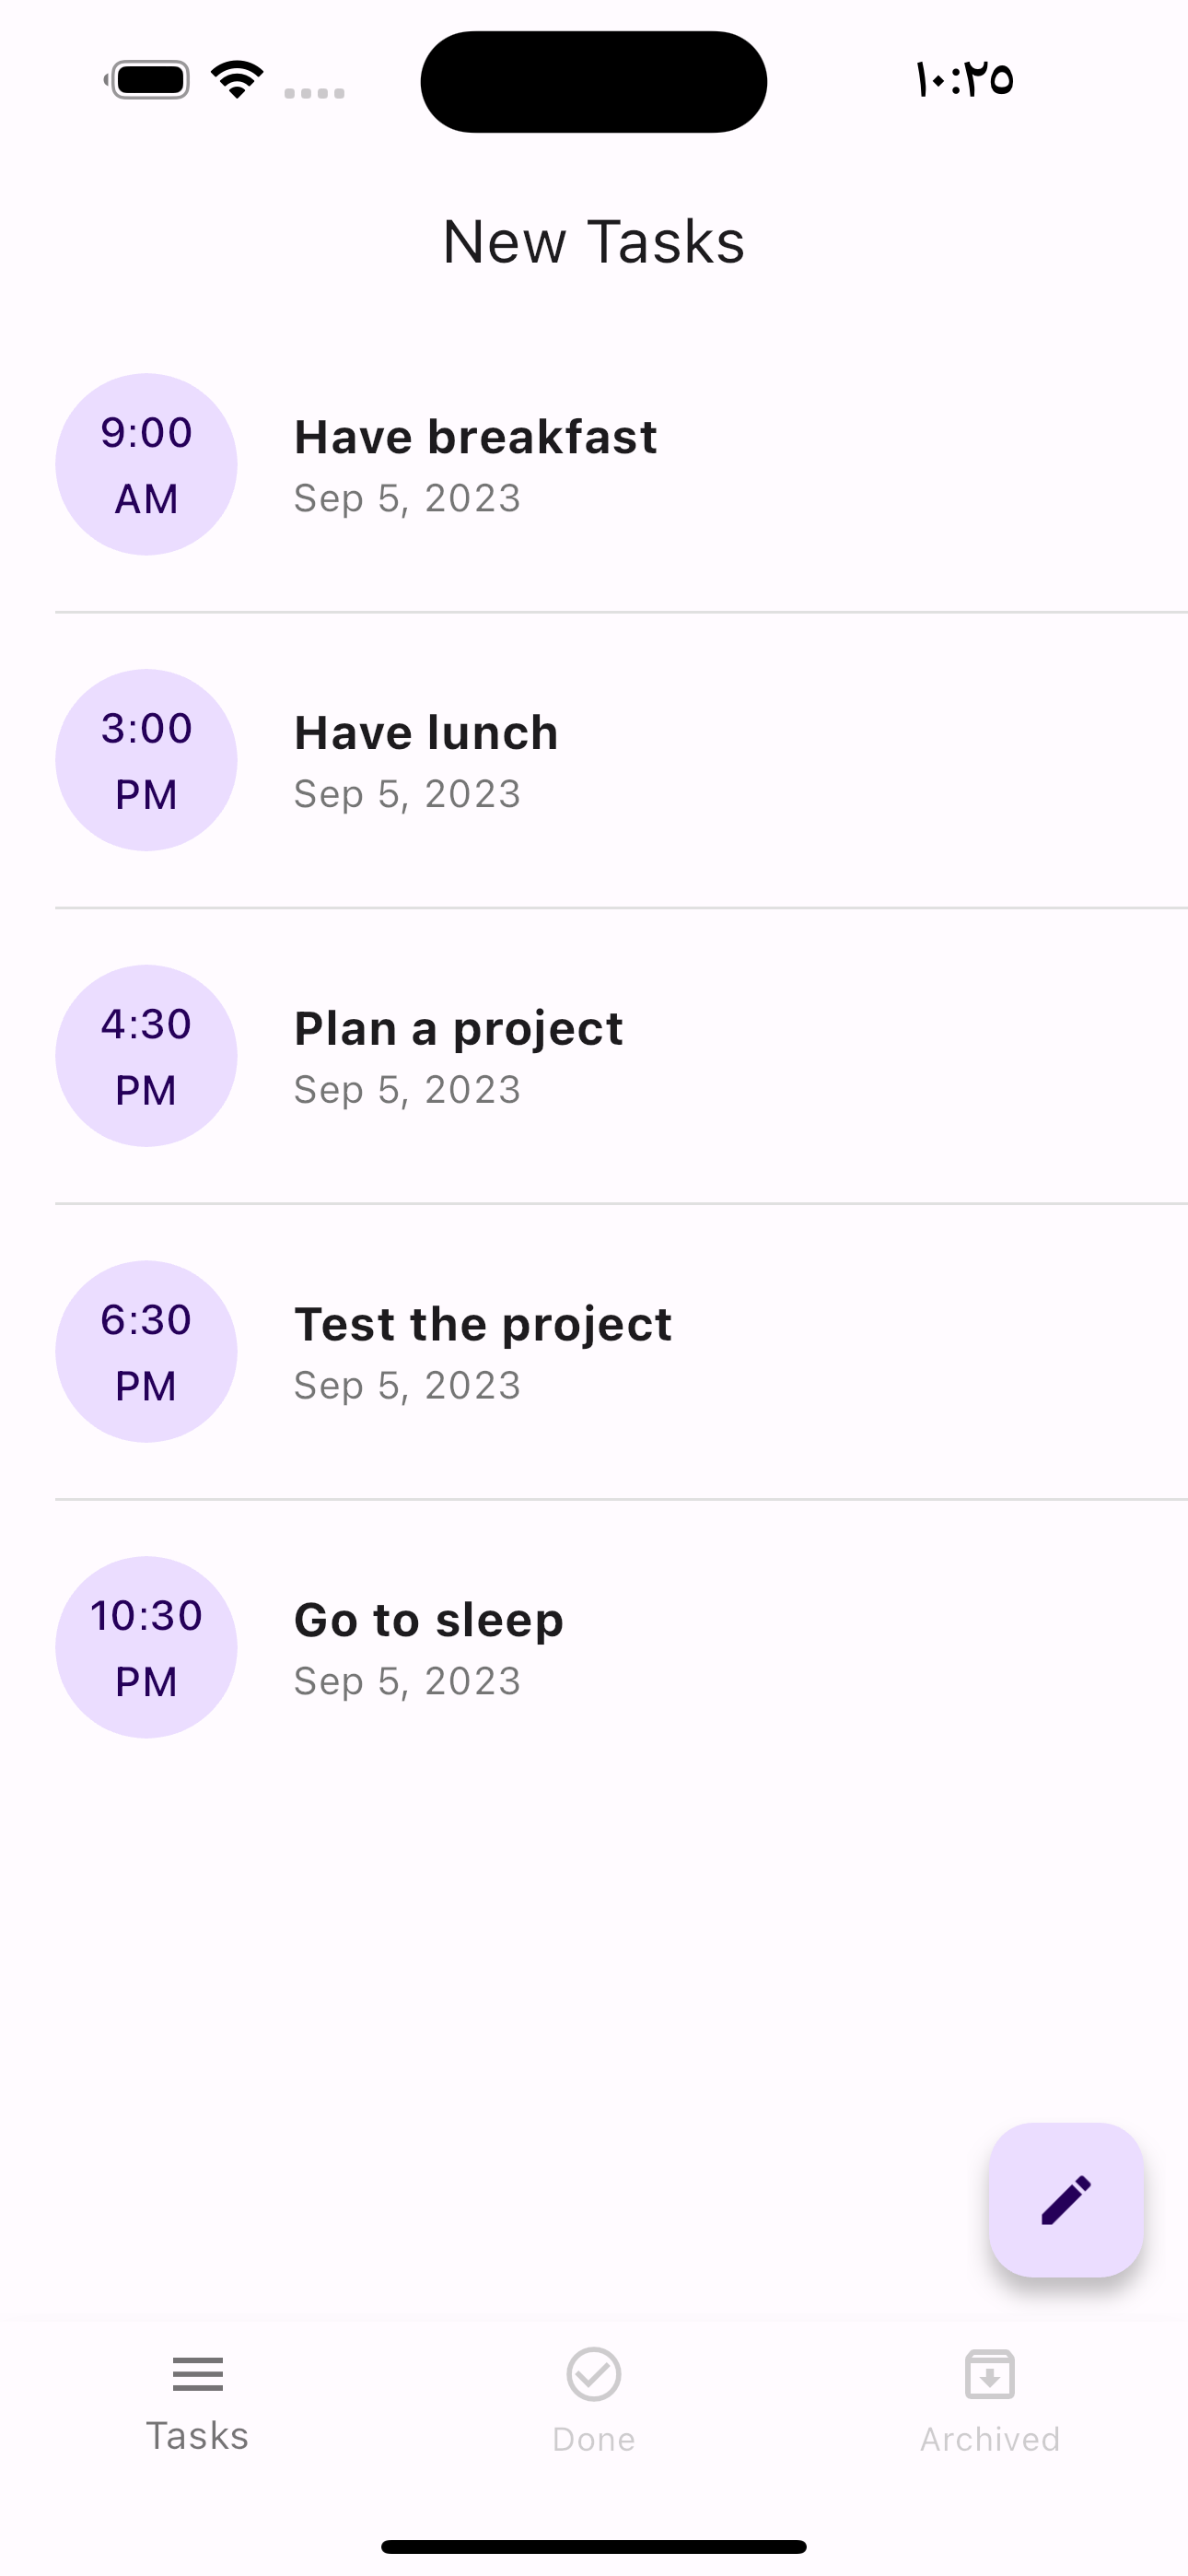 ١٠:٢٥
New Tasks
9:00
AM
Have breakfast
Sep 5, 2023
3:00
PM
Have lunch
Sep 5, 2023
4:30
PM
Plan a project
Sep 5, 2023
6:30
PM
Test the project
Sep 5, 2023
10:30
PM
Go to sleep
Sep 5, 2023
Tasks
Done
Archived